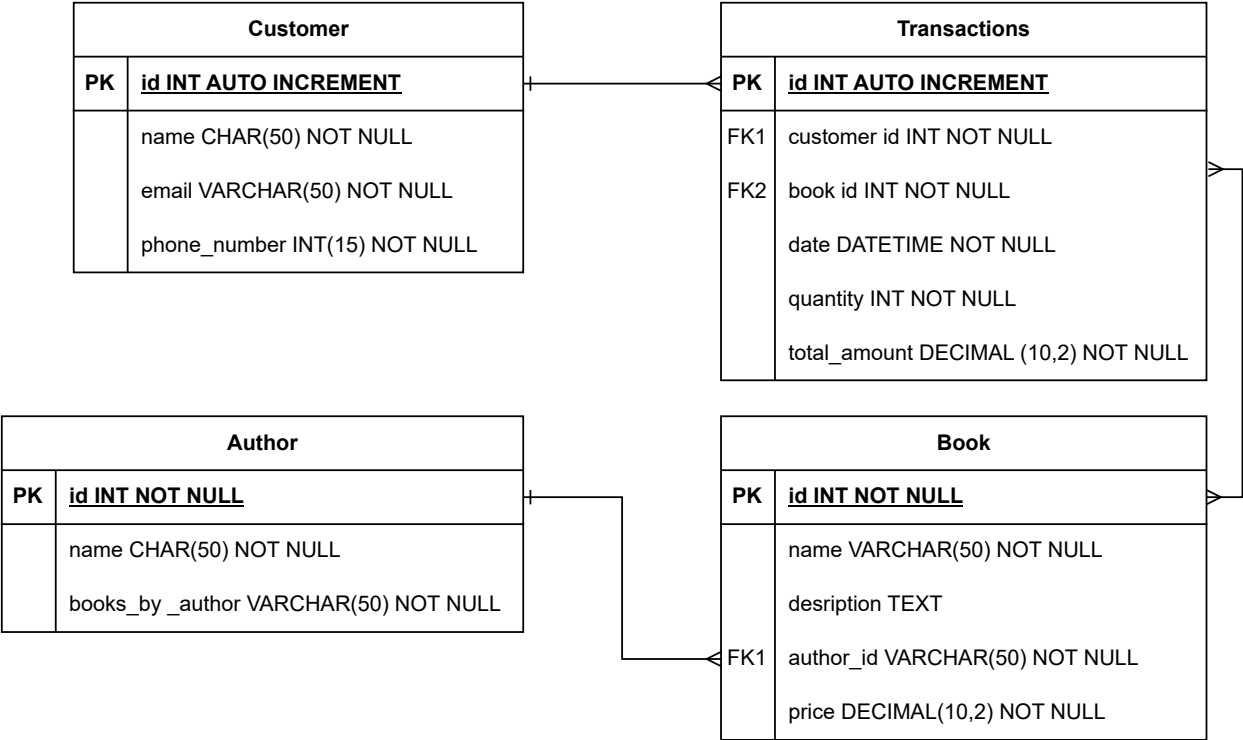 Customer
PK id INT AUTO INCREMENT
name CHAR(50) NOT NULL
email VARCHAR(50) NOT NULL
phone_number INT(15) NOT NULL
Transactions
PK id INT AUTO INCREMENT
FK1 customer id INT NOT NULL
FK2 book id INT NOT NULL
date DATETIME NOT NULL
quantity INT NOT NULL
total_amount DECIMAL (10,2) NOT NULL
Author
PK id INT NOT NULL
name CHAR(50) NOT NULL
books_by _author VARCHAR(50) NOT NULL
Book
PK id INT NOT NULL
name VARCHAR(50) NOT NULL
desription TEXT
FK1 author_id VARCHAR(50) NOT NULL
price DECIMAL(10,2) NOT NULL